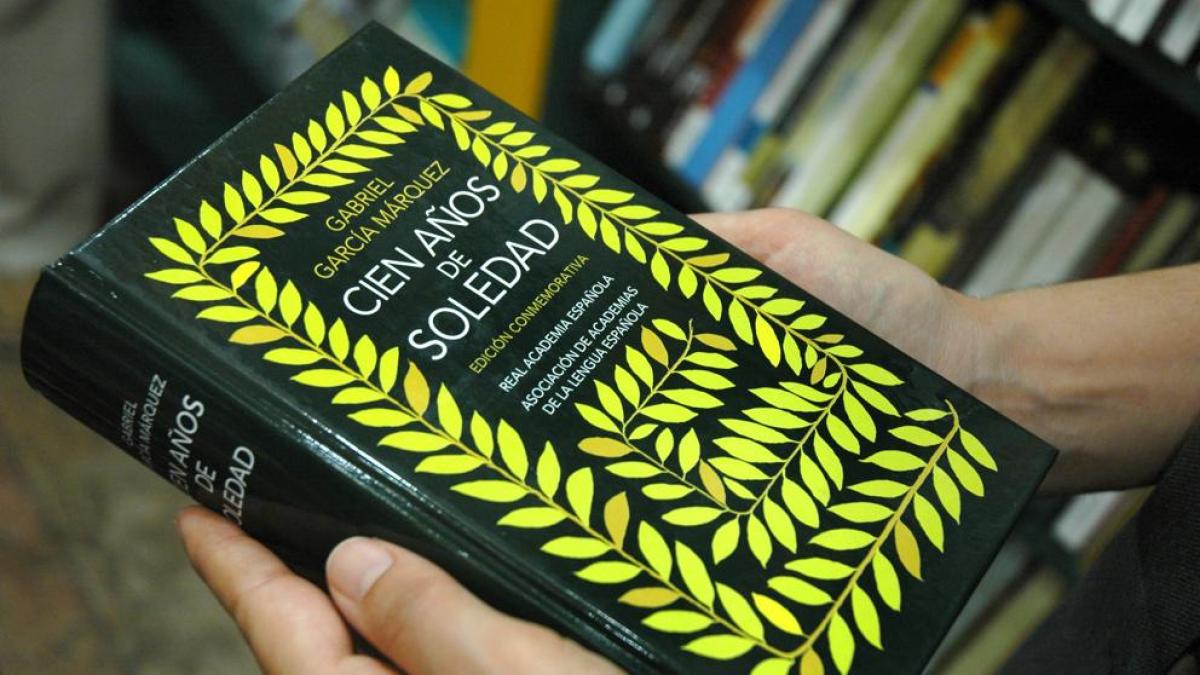 GABRIEL
GARCÍA MÁRQUEZ
CIEN AÑOS
DE
SOLEDAD
EDICIÓN CONMEMORATIVA
REAL ACADEMIA ESPAÑOLA
ASOCIACIÓN DE ACADEMIAS
DE LA LENGUA ESPAÑOLA
GABRIEL
MÁRQUEZ
AÑOS
DE